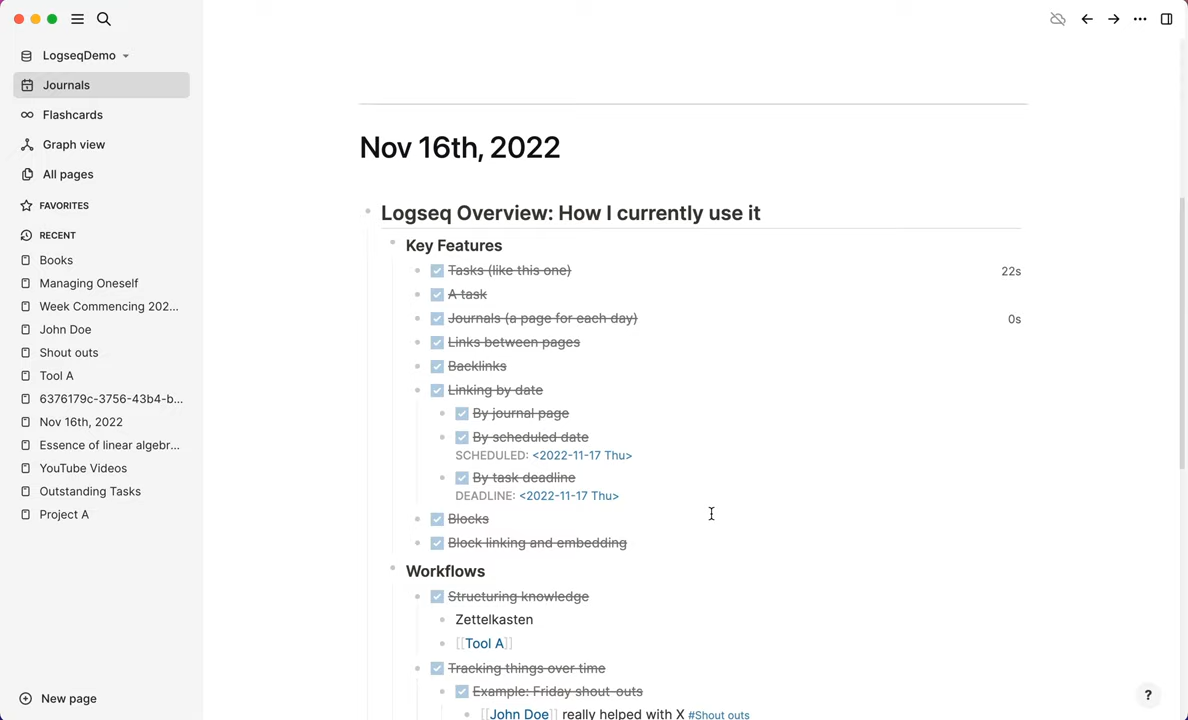 LogseqDemo
Journals
Flashcards
Graph view
All pages
FAVORITES
RECENT
Books
Managing Oneself
Week Commencing 202...
John Doe
Shout outs
Tool A
6376179c-3756-43b4-b...
Nov 16th, 2022
Essence of linear algebr...
YouTube Videos
Outstanding Tasks
Project A
New page
Nov 16th, 2022
Logseq Overview: How I currently use it
Key Features
Tasks (like this one) 22s
A task
Journals (a page for each day) 0s
Links between pages
Backlinks
Linking by date
By journal page
By scheduled date
SCHEDULED: <2022-11-17 Thu>
By task deadline
DEADLINE: <2022-11-17 Thu>
Blocks
Block linking and embedding
Workflows
Structuring knowledge
Zettelkasten
[[Tool A]]
Tracking things over time
Example: Friday shout-outs
[[John Doe]] really helped with X #Shout outs
?